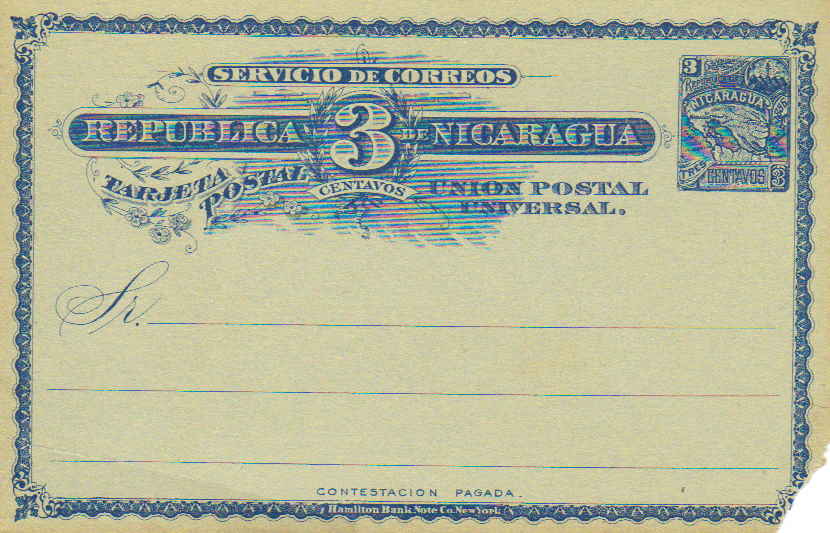 SERVICIO DE CORREOS
REPUBLICA 3 DE NICARAGUA
TARJETA POSTAL
CENTAVOS
UNION POSTAL
UNIVERSAL.
3
NICARAGUA
TRES
CENTAVOS 3
Sr.
CONTESTACION PAGADA.
Hamilton Bank Note Co. New York